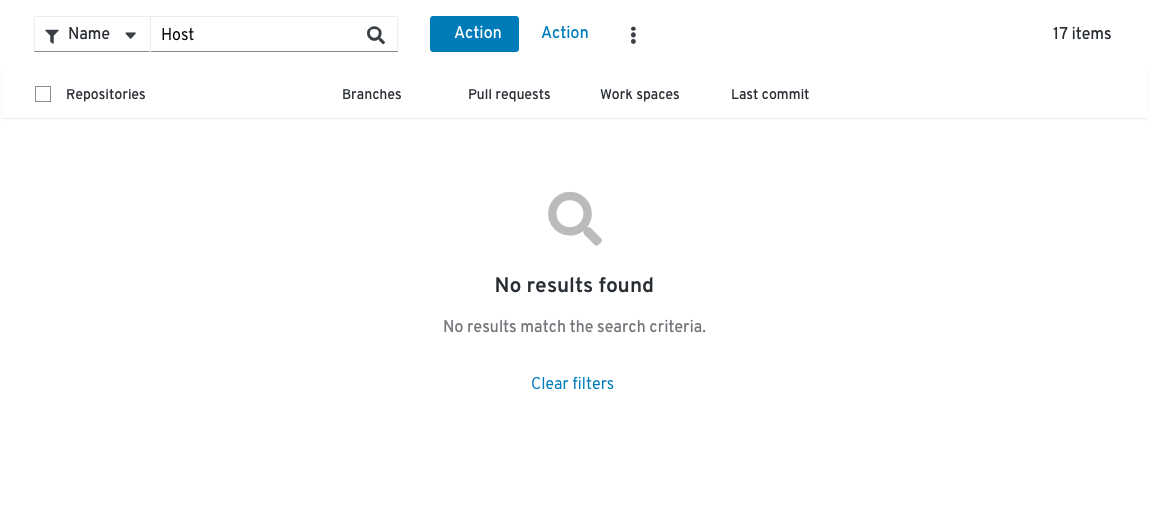 Name Host Action Action 17 items
Repositories Branches Pull requests Work spaces Last commit
No results found
No results match the search criteria.
Clear filters